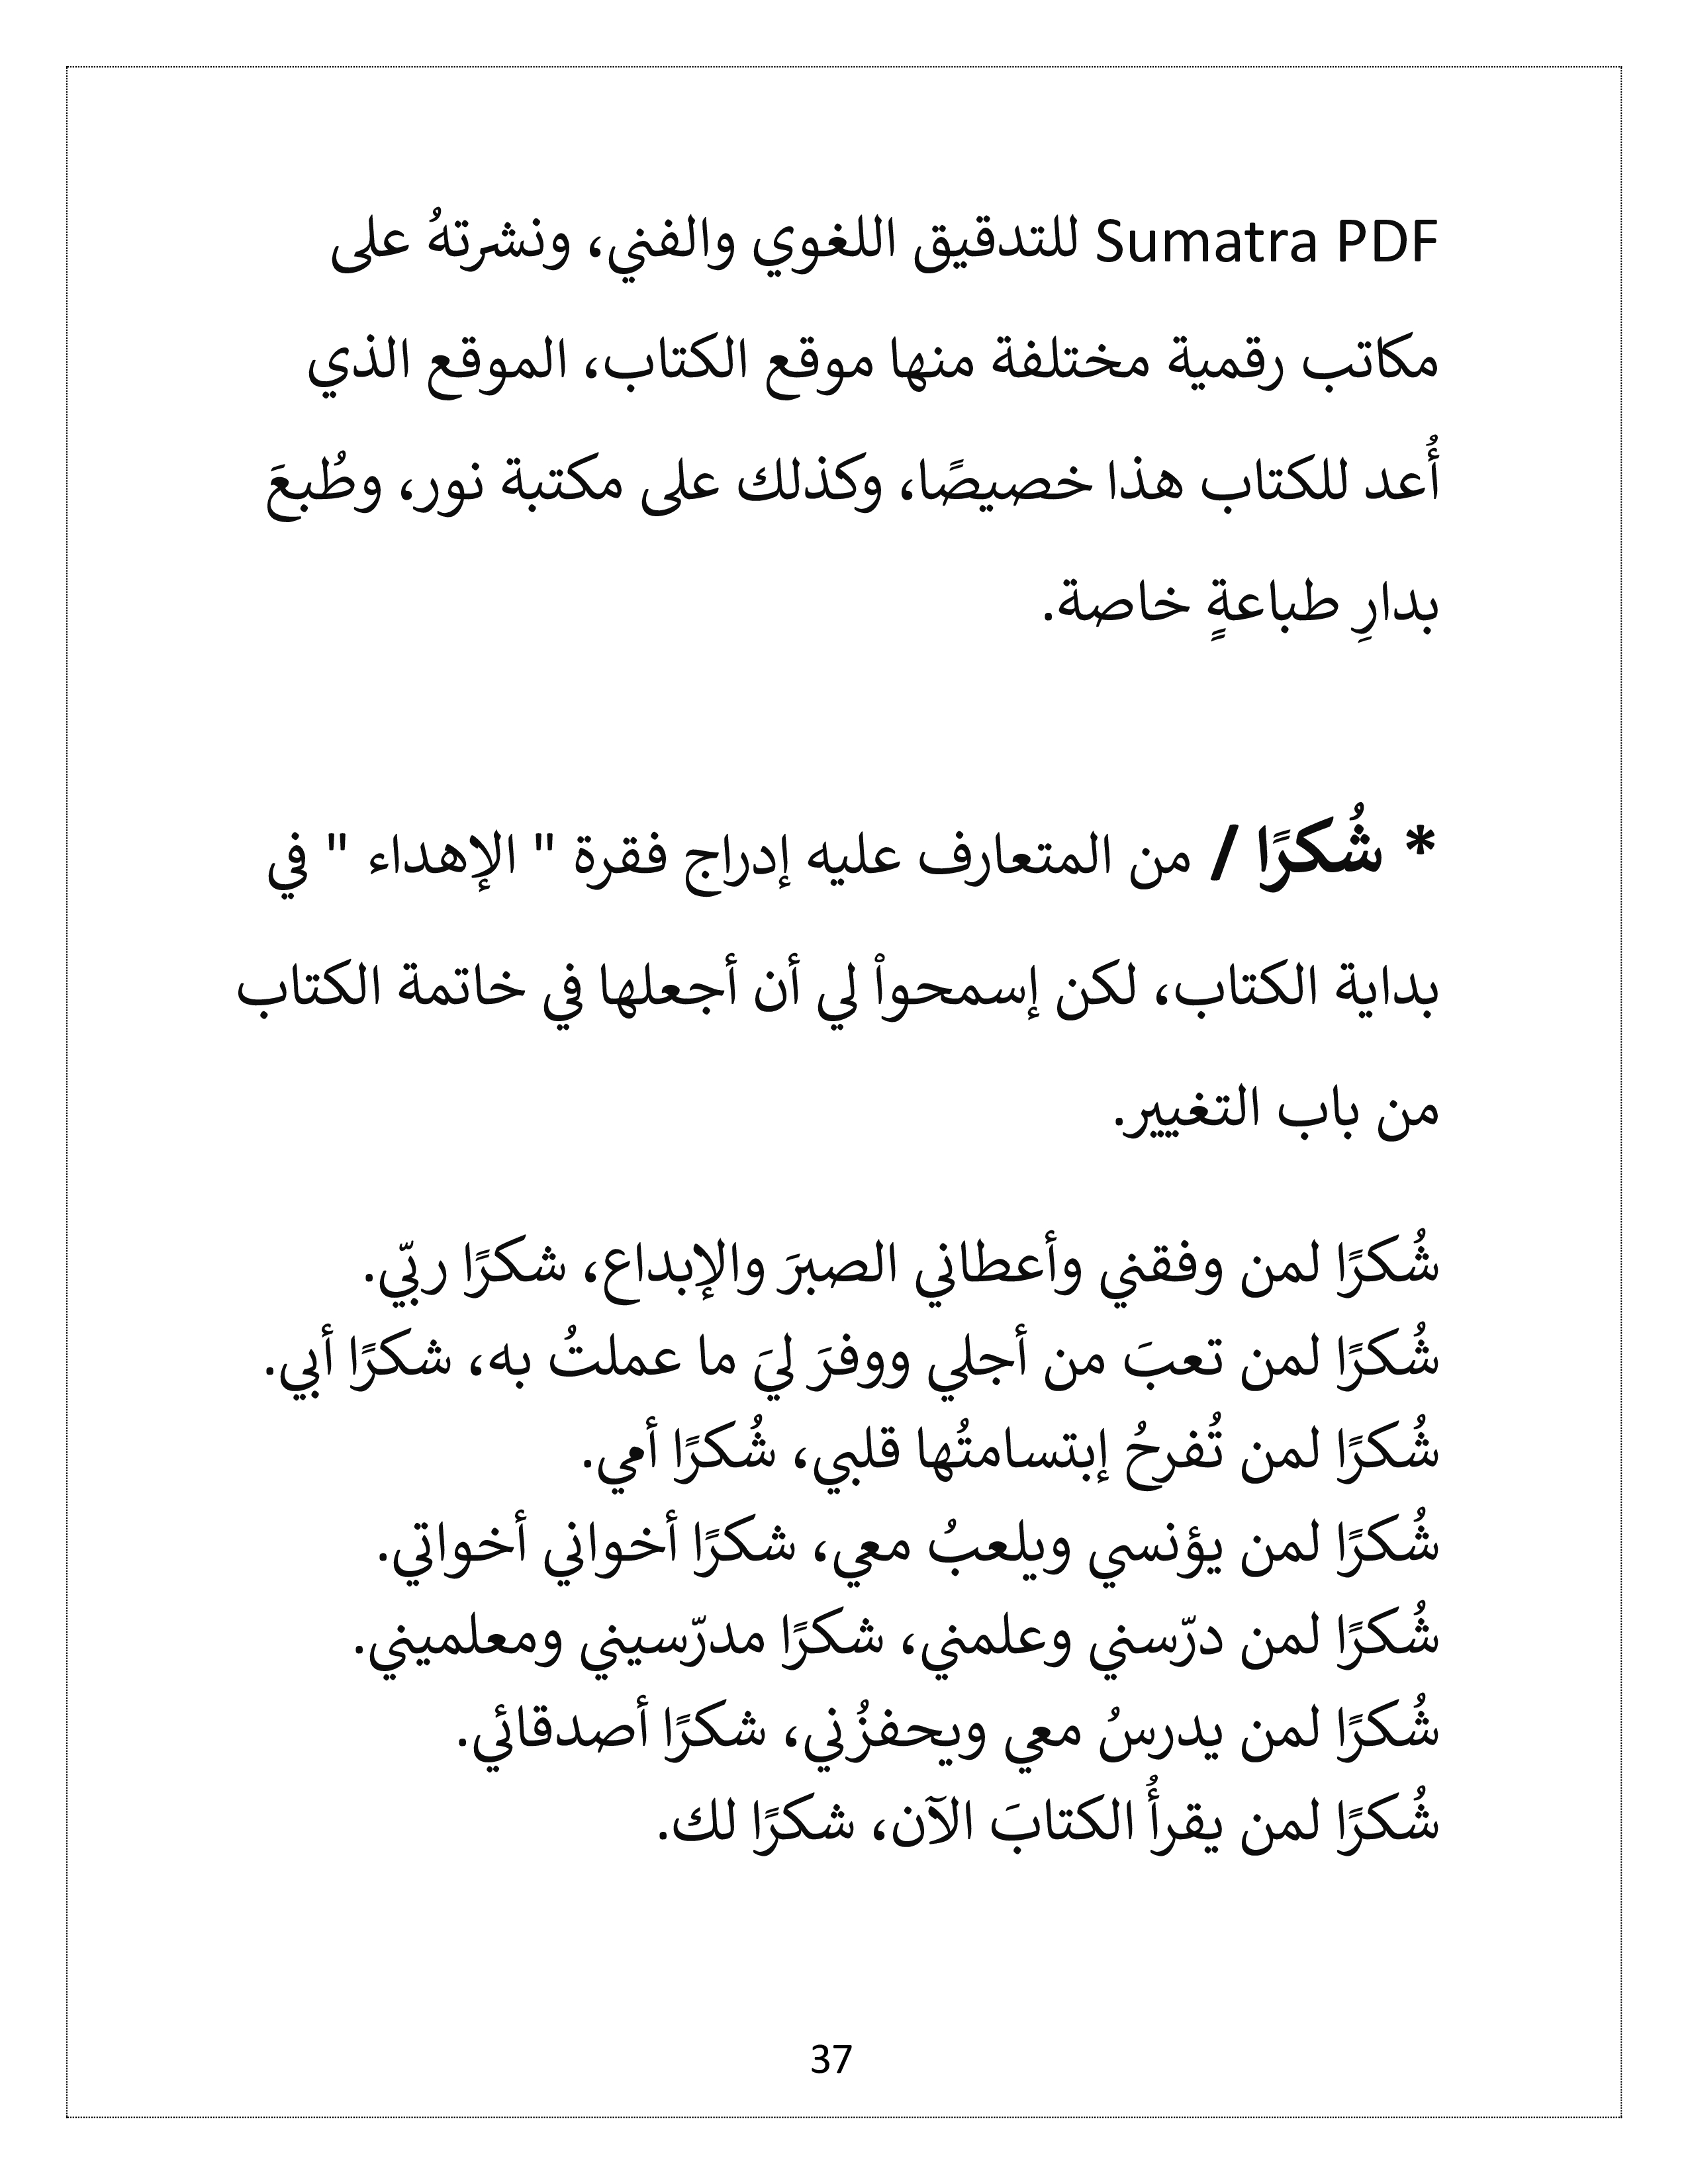 Sumatra PDF للتدقيق اللغوي والفني، ونشرتهُ على
مكاتب رقمية مختلفة منها موقع الكتاب، الموقع الذي
أُعد للكتاب هذا خصيصًا، وكذلك على مكتبة نور، وطُبعَ
بدارِ طباعةٍ خاصة.
* شُكرًا / من المتعارف عليه إدراج فقرة " الإهداء " في
بداية الكتاب، لكن إسمحواْ لي أن أجعلها في خاتمة الكتاب
من باب التغيير.
شُكرًا لمن وفقني وأعطاني الصبرَ والإبداع، شكرًا ربّي.
شُكرًا لمن تعبَ من أجلي ووفرَ ليَ ما عملتُ به، شكرًا أبي.
شُكرًا لمن تُفرحُ إبتسامتُها قلبي، شُكرًا أمي.
شُكرًا لمن يؤنسي ويلعبُ معي، شكرًا أخواني أخواتي.
شُكرًا لمن درّسني وعلمني، شكرًا مدرّسيني ومعلميني.
شُكرًا لمن يدرسُ معي ويحفزُني، شكرًا أصدقائي.
شُكرًا لمن يقرأُ الكتابَ الآن، شكرًا لك.
37